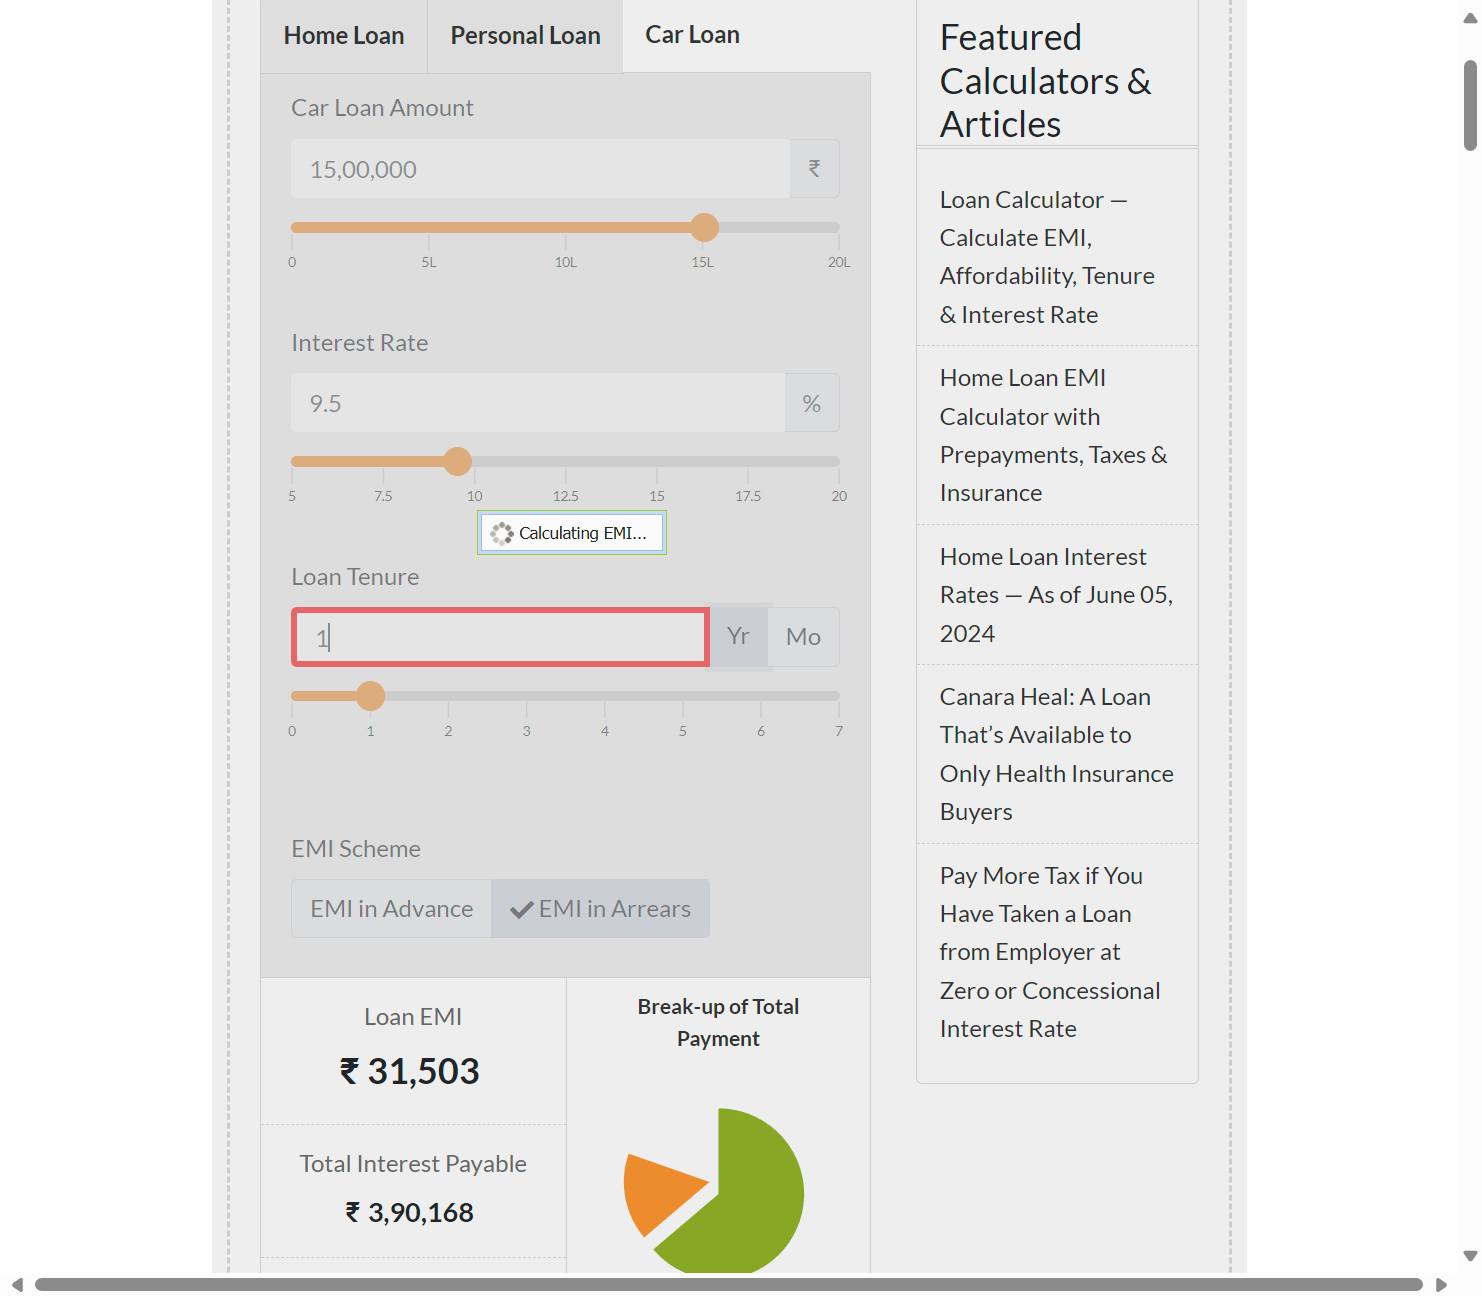 Home Loan
Personal Loan
Car Loan
Car Loan Amount
15,00,000
₹
0
5L
10L
15L
20L
Interest Rate
9.5
%
5
7.5
10
12.5
15
17.5
20
Calculating EMI...
Loan Tenure
1
Yr
Mo
0
1
2
3
4
5
6
7
EMI Scheme
EMI in Advance
EMI in Arrears
Loan EMI
₹ 31,503
Total Interest Payable
₹ 3,90,168
Break-up of Total
Payment
Featured
Calculators &
Articles
Loan Calculator —
Calculate EMI,
Affordability, Tenure
& Interest Rate
Home Loan EMI
Calculator with
Prepayments, Taxes &
Insurance
Home Loan Interest
Rates — As of June 05,
2024
Canara Heal: A Loan
That’s Available to
Only Health Insurance
Buyers
Pay More Tax if You
Have Taken a Loan
from Employer at
Zero or Concessional
Interest Rate